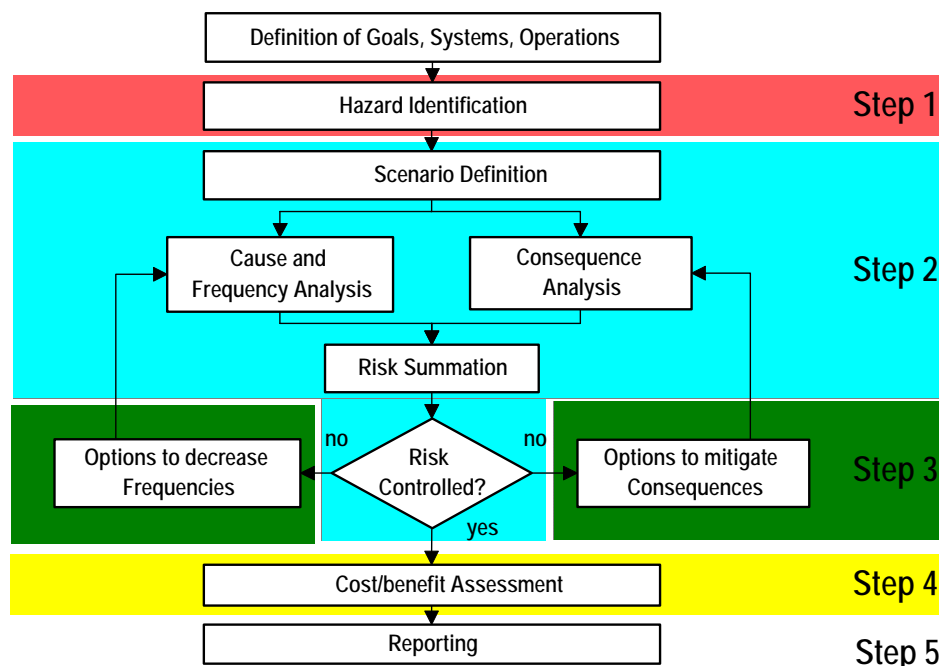 Definition of Goals, Systems, Operations
Hazard Identification
Step 1
Scenario Definition
Cause and
Frequency Analysis
Consequence
Analysis
Step 2
Risk Summation
no
no
Options to decrease
Frequencies
Risk
Controlled?
Options to mitigate
Consequences
Step 3
yes
Cost/benefit Assessment
Step 4
Reporting
Step 5